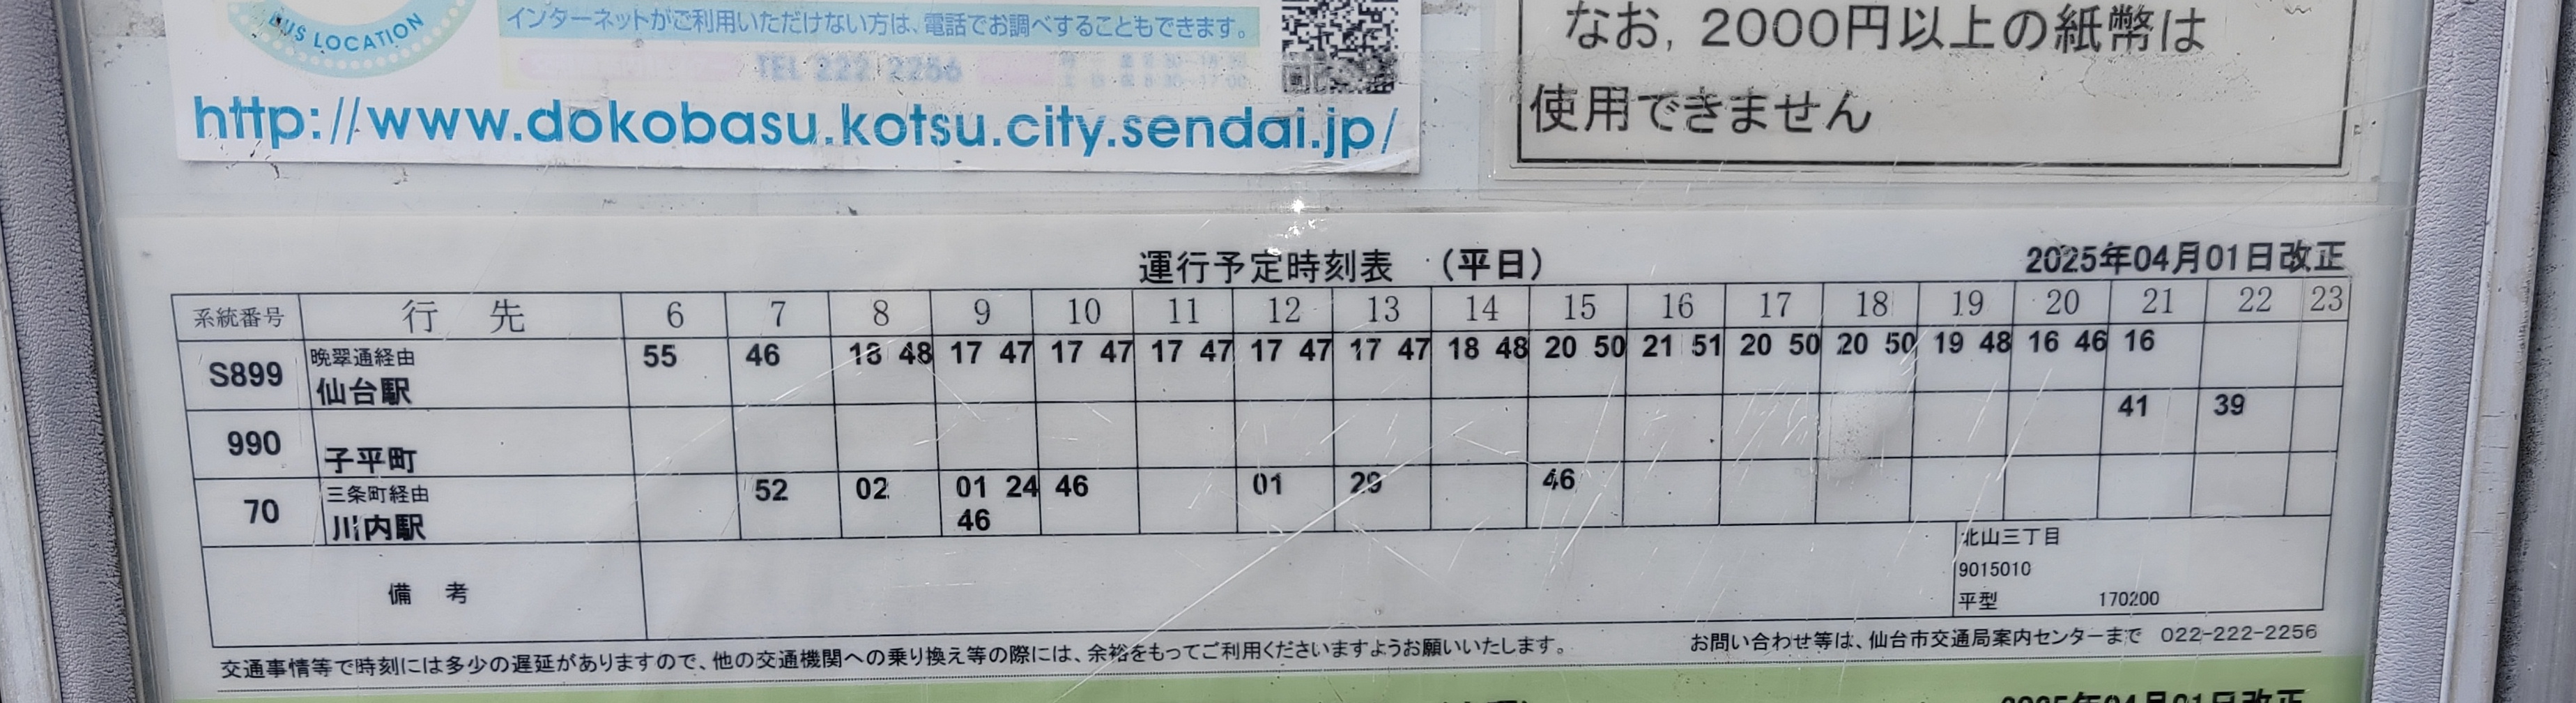 BUS LOCATION
インターネットがご利用いただけない方は、電話でお調べすることもできます。
TEL 222 2256
http://www.dokobasu.kotsu.city.sendai.jp/
なお，2000円以上の紙幣は
使用できません
運行予定時刻表 （平日） 2025年04月01日改正
系統番号 行 先 6 7 8 9 10 11 12 13 14 15 16 17 18 19 20 21 22 23
S899 晩翠通経由 仙台駅 55 46 18 48 17 47 17 47 17 47 17 47 17 47 18 48 20 50 21 51 20 50 20 50 19 48 16 46 16
990 子平町 41 39
70 三条町経由 川内駅 52 02 01 24 46 46 01 29 46
備 考
北山三丁目
9015010
平型 170200
交通事情等で時刻には多少の遅延がありますので、他の交通機関への乗り換え等の際には、余裕をもってご利用くださいますようお願いいたします。
お問い合わせ等は、仙台市交通局案内センターまで 022-222-2256
2025年04月01日改正